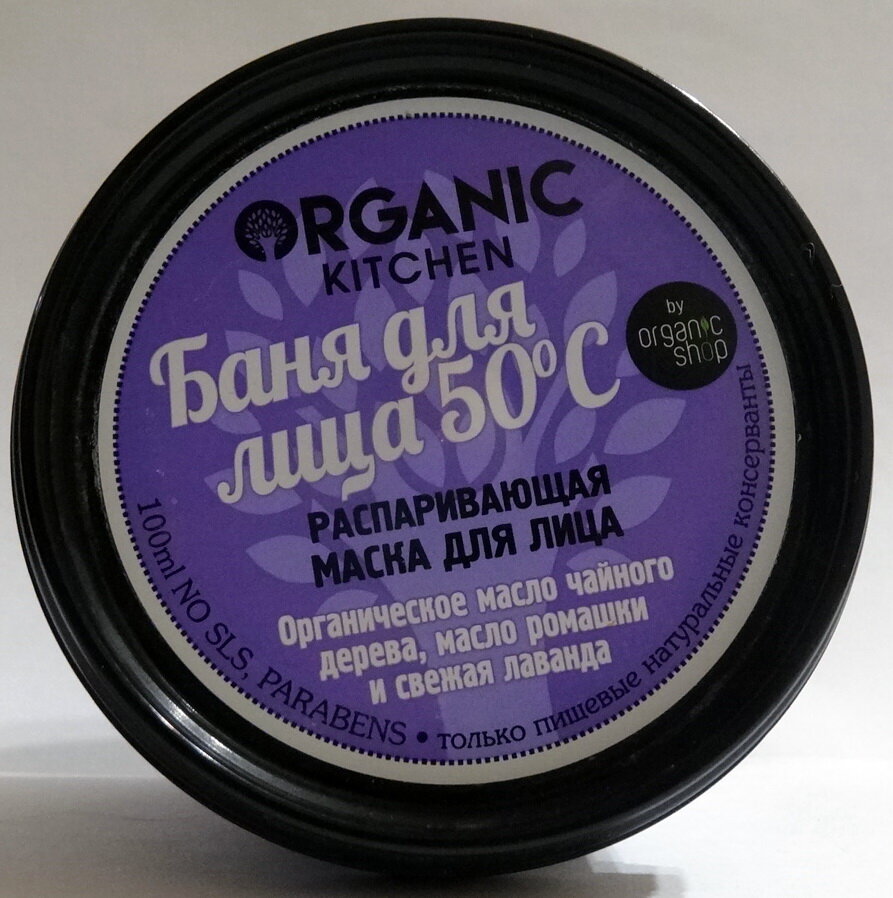 ORGANIC
KITCHEN
by
organic
shop
Баня для
лица 50°C
РАСПАРИВАЮЩАЯ
МАСКА ДЛЯ ЛИЦА
Органическое масло чайного
дерева, масло ромашки
и свежая лаванда
100ml NO SLS, PARABENS • только пищевые натуральные консерванты